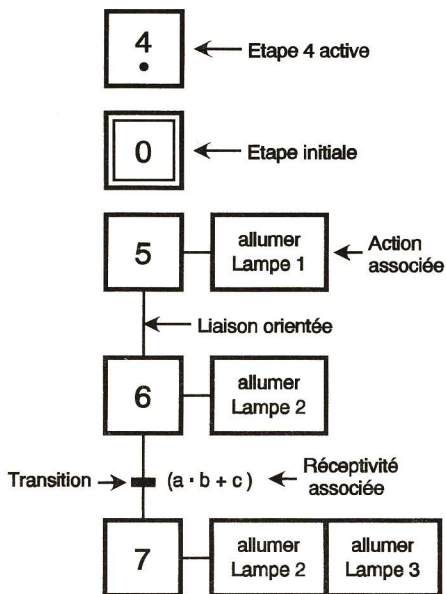 4
Etape 4 active
0
Etape initiale
5
allumer
Lampe 1
Action
associée
Liaison orientée
6
allumer
Lampe 2
Transition
(a · b + c)
Réceptivité
associée
7
allumer
Lampe 2
allumer
Lampe 3